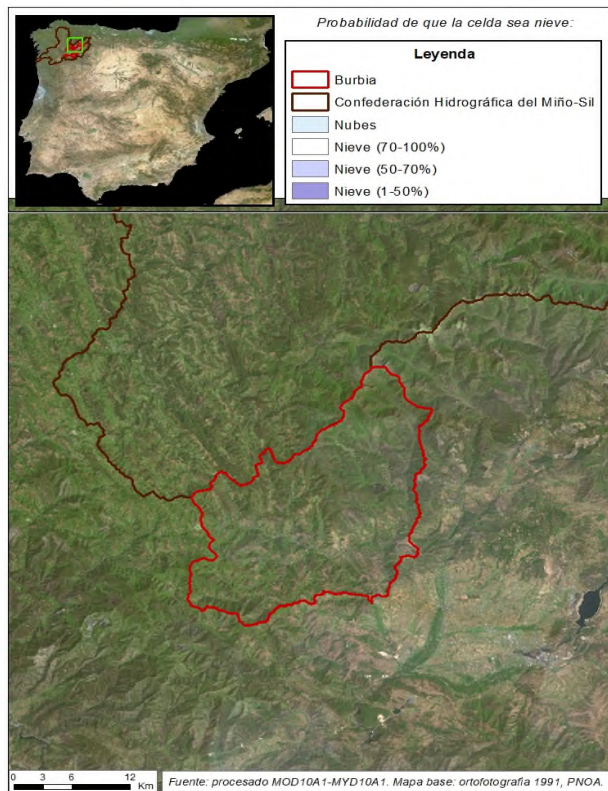 Probabilidad de que la celda sea nieve:
Leyenda
Burbia
Confederación Hidrográfica del Miño-Sil
Nubes
Nieve (70-100%)
Nieve (50-70%)
Nieve (1-50%)
0 3 6 12
Km
Fuente: procesado MOD10A1-MYD10A1. Mapa base: ortofotografía 1991, PNOA.